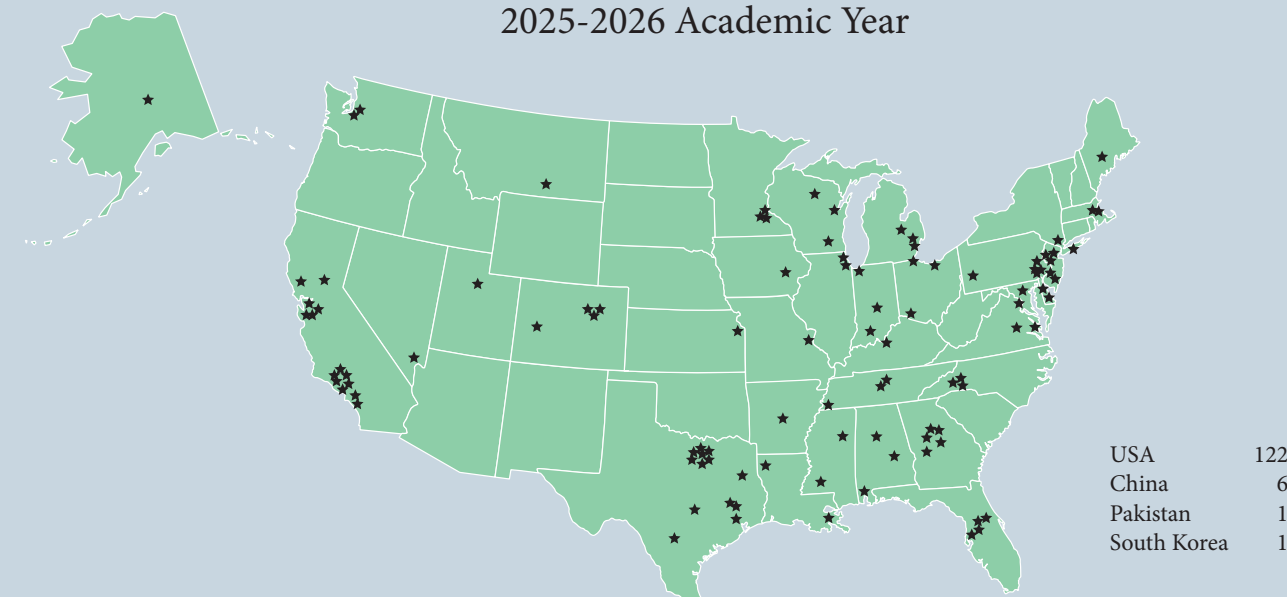 2025-2026 Academic Year
USA 122
China 6
Pakistan 1
South Korea 1